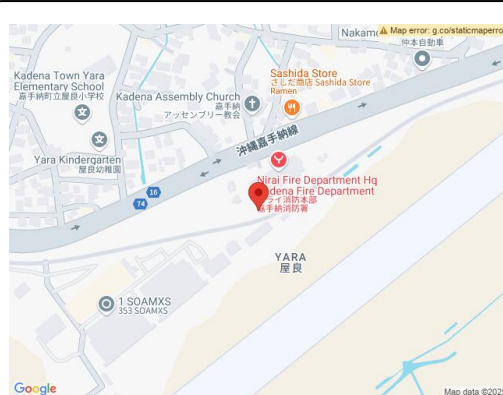 Map error: g.co/staticmaperro
Nakamo
仲本自動車
Kadena Town Yara
Elementary School
嘉手納町立屋良小学校
Kadena Assembly Church
嘉手納
アッセンブリー教会
Sashida Store
さしだ商店 Sashida Store
Ramen
沖縄嘉手納線
Yara Kindergarten
屋良幼稚園
16
74
Nirai Fire Department Hq
Kadena Fire Department
ニライ消防本部
嘉手納消防署
YARA
屋良
1 SOAMXS
353 SOAMXS
Google
Map data ©2025